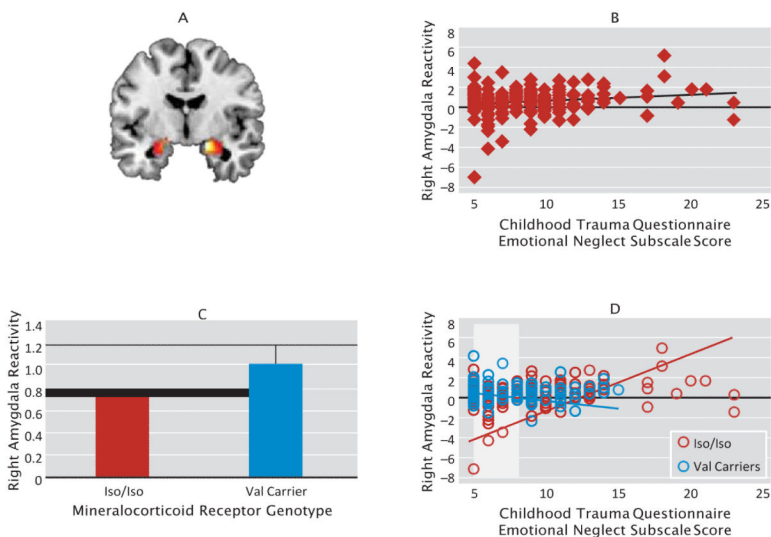 A
B
Right Amygdala Reactivity
8
6
4
2
0
−2
−4
−6
−8
5
10
15
20
25
Childhood Trauma Questionnaire
Emotional Neglect Subscale Score
C
Right Amygdala Reactivity
1.4
1.2
1.0
0.8
0.6
0.4
0.2
0
Iso/Iso
Val Carrier
Mineralocorticoid Receptor Genotype
D
Right Amygdala Reactivity
8
6
4
2
0
−2
−4
−6
−8
Iso/Iso
Val Carriers
5
10
15
20
25
Childhood Trauma Questionnaire
Emotional Neglect Subscale Score